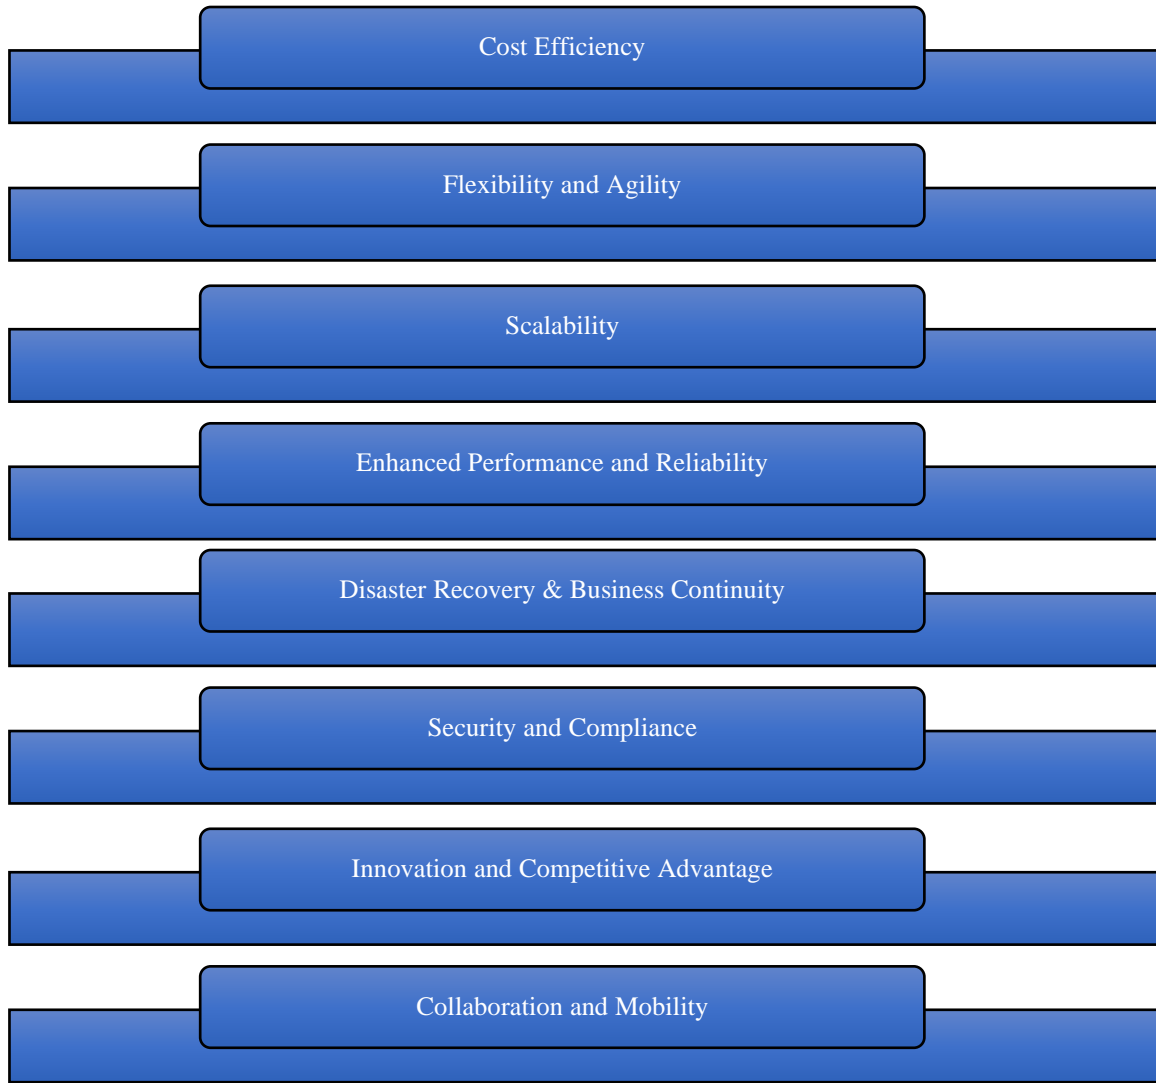 Cost Efficiency
Flexibility and Agility
Scalability
Enhanced Performance and Reliability
Disaster Recovery & Business Continuity
Security and Compliance
Innovation and Competitive Advantage
Collaboration and Mobility